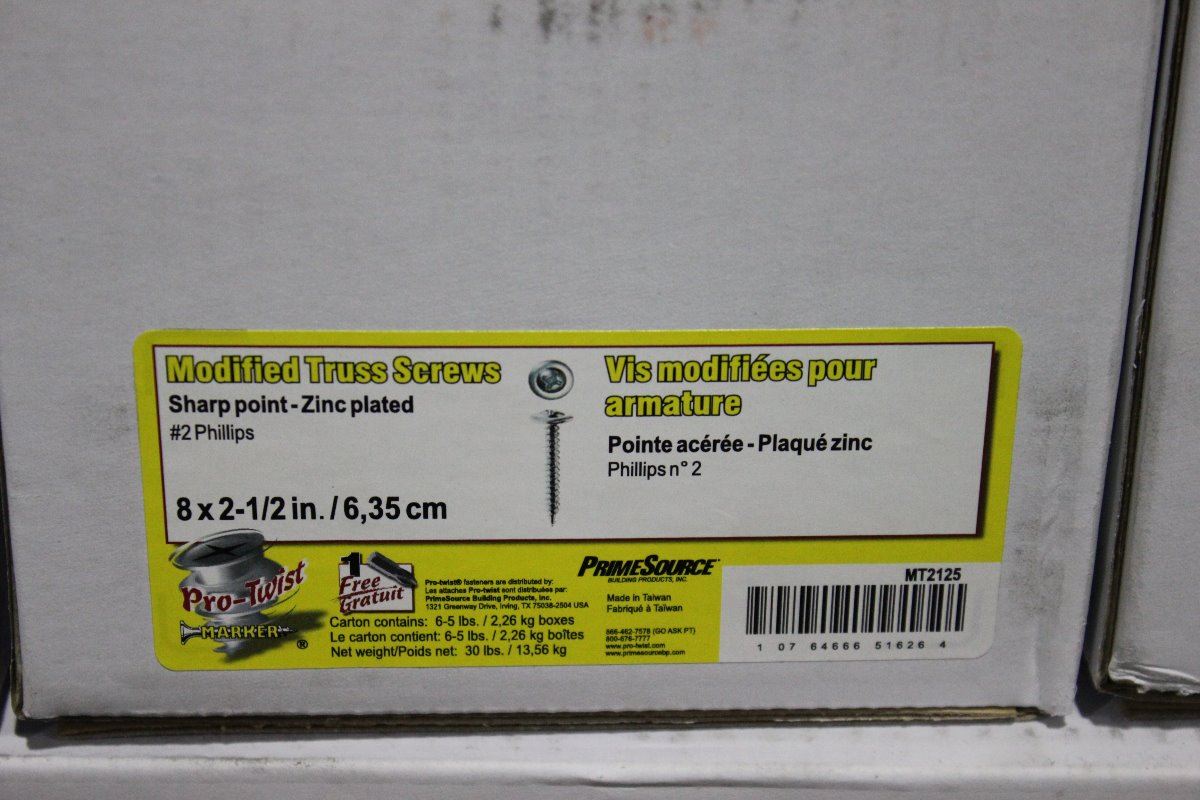 Modified Truss Screws
Sharp point - Zinc plated
#2 Phillips
8 x 2-1/2 in. / 6,35 cm
Vis modifiées pour
armature
Pointe acérée - Plaqué zinc
Phillips n° 2
Pro-Twist
MARKER
®
1
Free
Gratuit
Pro-twist® fasteners are distributed by:
Les attaches Pro-twist sont distribuées par:
PrimeSource Building Products, Inc.
1321 Greenway Drive, Irving, TX 75038-2504 USA
Carton contains: 6-5 lbs. / 2,26 kg boxes
Le carton contient: 6-5 lbs. / 2,26 kg boîtes
Net weight/Poids net: 30 lbs. / 13,56 kg
PRIMESOURCE
BUILDING PRODUCTS, INC.
Made in Taiwan
Fabriqué à Taïwan
866-462-7578 (GO ASK PT)
800-676-7777
www.pro-twist.com
www.primesourcebp.com
MT2125
1 07 64666 51626 4